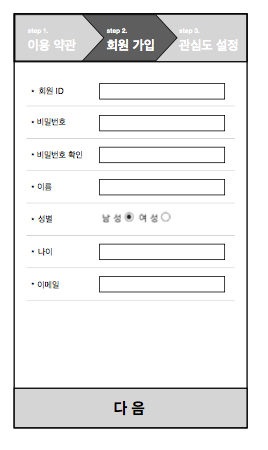 step 1.
이용 약관
step 2.
회원 가입
step 3.
관심도 설정
• 회원 ID
• 비밀번호
• 비밀번호 확인
• 이름
• 성별 남 성 여 성
• 나이
• 이메일
다 음